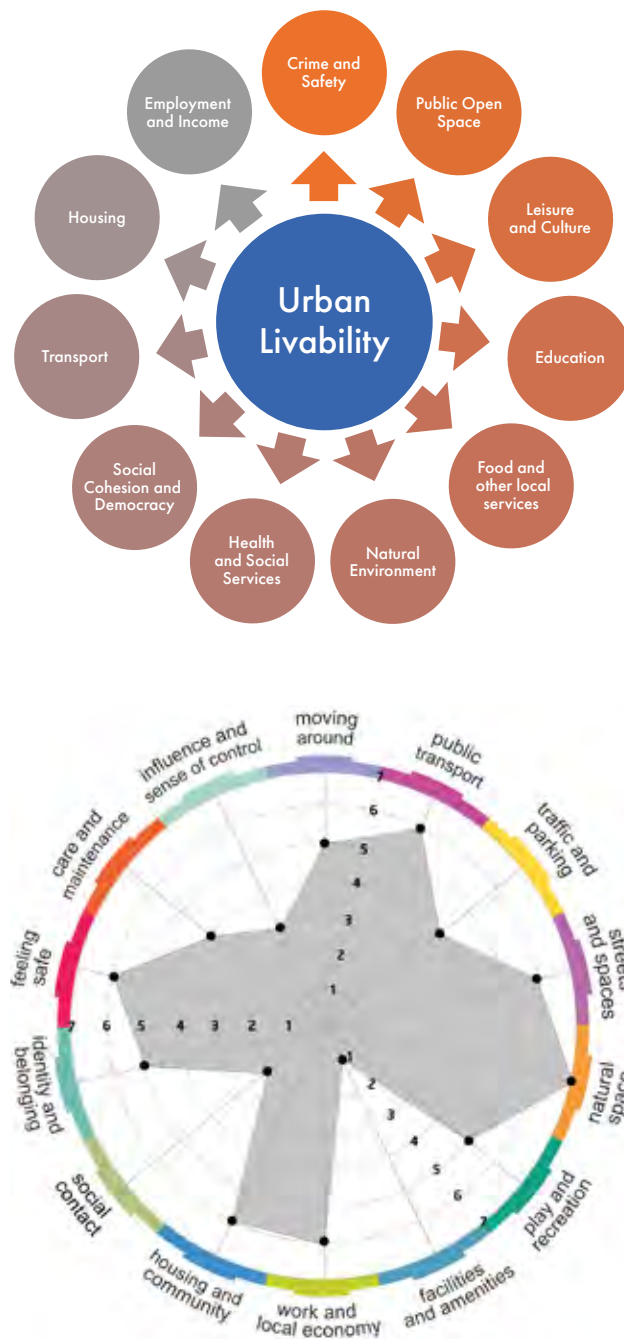 Crime and
Safety
Public Open
Space
Leisure
and Culture
Education
Food and
other local
services
Natural
Environment
Health
and Social
Services
Social
Cohesion and
Democracy
Transport
Housing
Employment
and Income
Urban
Livability
moving
around
public
transport
traffic and
parking
streets
and spaces
natural
space
play and
recreation
facilities
and amenities
work and
local economy
housing and
community
social
contact
identity and
belonging
feeling
safe
care and
maintenance
influence and
sense of control
7
6
5
4
3
2
1
7 6 5 4 3 2 1
1
2
3
4
5
6
7